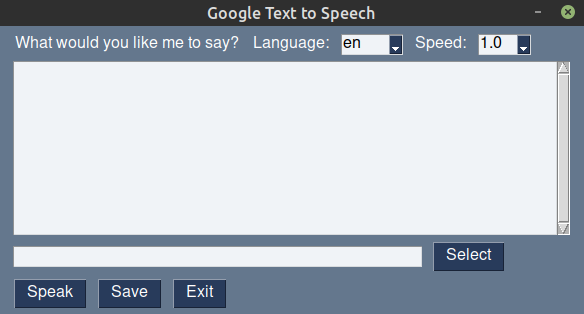 Google Text to Speech
What would you like me to say? Language: en Speed: 1.0
Select
Speak Save Exit